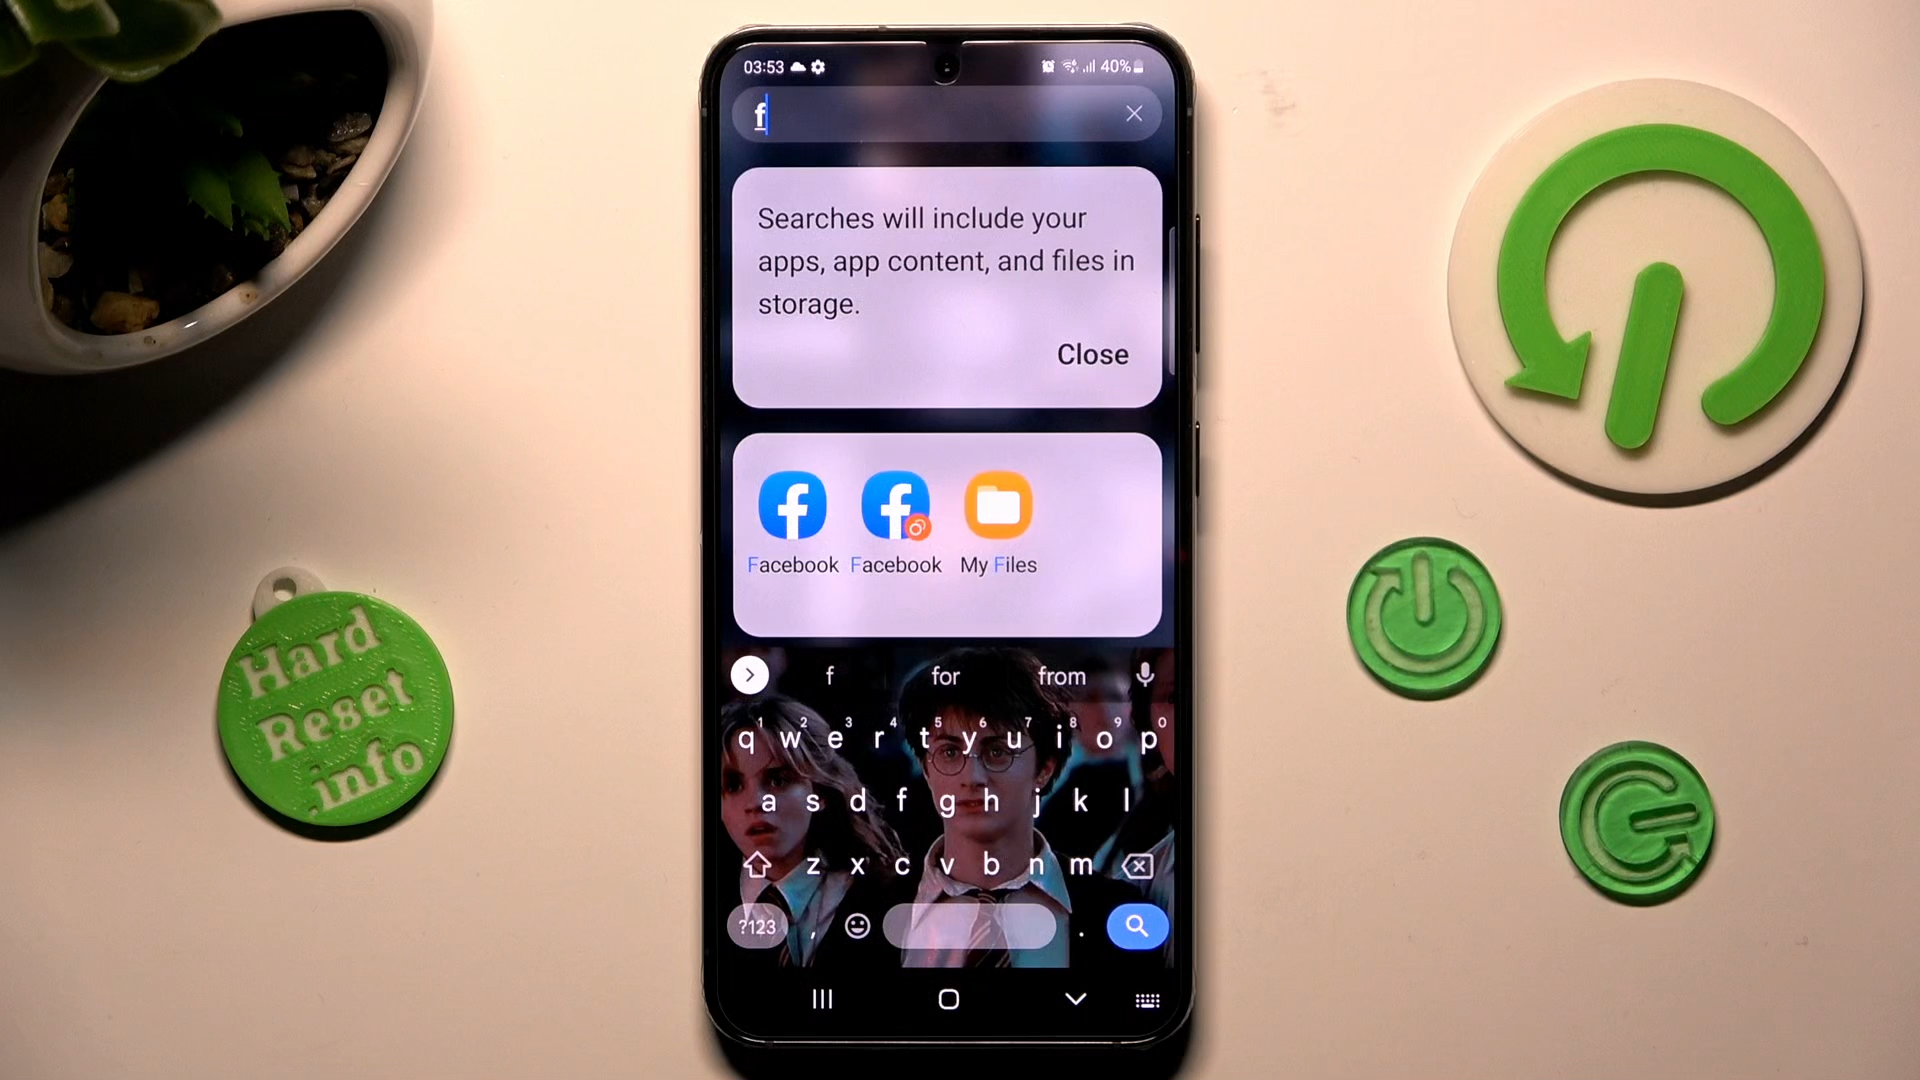 03:53
40%
f
Searches will include your
apps, app content, and files in
storage.
Close
Facebook Facebook My Files
f for from
1 2 3 4 5 6 7 8 9 0
q w e r t y u i o p
a s d f g h j k l
z x c v b n m
?123 , .
Hard
Reset
.info